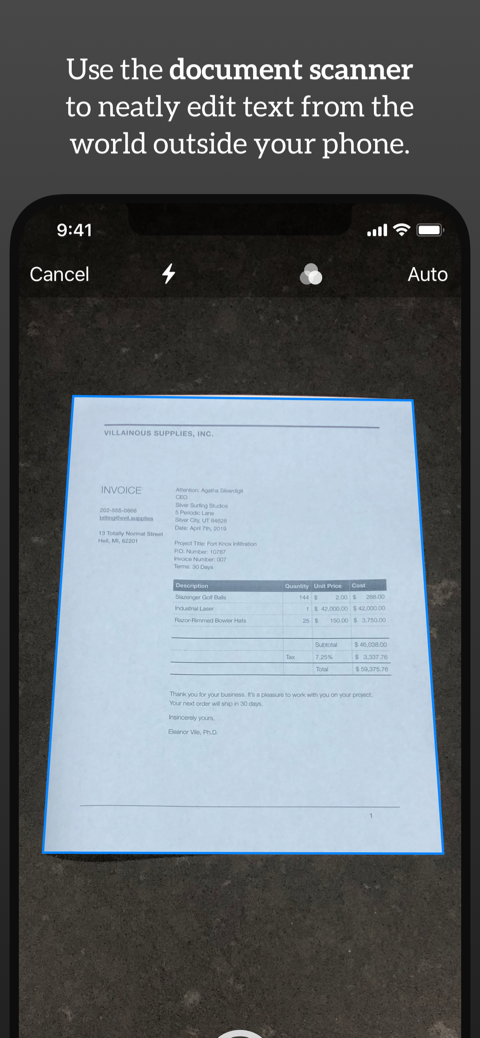 Use the document scanner
to neatly edit text from the
world outside your phone.
9:41
Cancel
Auto
VILLAINOUS SUPPLIES, INC.
INVOICE
Attention: Agatha Silverdigit
CEO
Silver Surfing Studios
5 Periodic Lane
Silver City, UT 84628
Date: April 7th, 2019
302-555-0666
billing@evil.supplies
13 Totally Normal Street
Hell, MI, 62201
Project Title: Fort Knox Infiltration
P.O. Number: 10787
Invoice Number: 007
Terms: 30 Days
Description Quantity Unit Price Cost
Slazenger Golf Balls 144 $ 2.00 $ 288.00
Industrial Laser 1 $ 42,000.00 $ 42,000.00
Razor-Rimmed Bowler Hats 25 $ 150.00 $ 3,750.00
Subtotal $ 46,038.00
Tax 7.25% $ 3,337.76
Total
Thank you for your business. It's a pleasure to work with you on your project.
Your next order will ship in 30 days.
Insincerely yours,
Eleanor Vile, Ph.D.
1